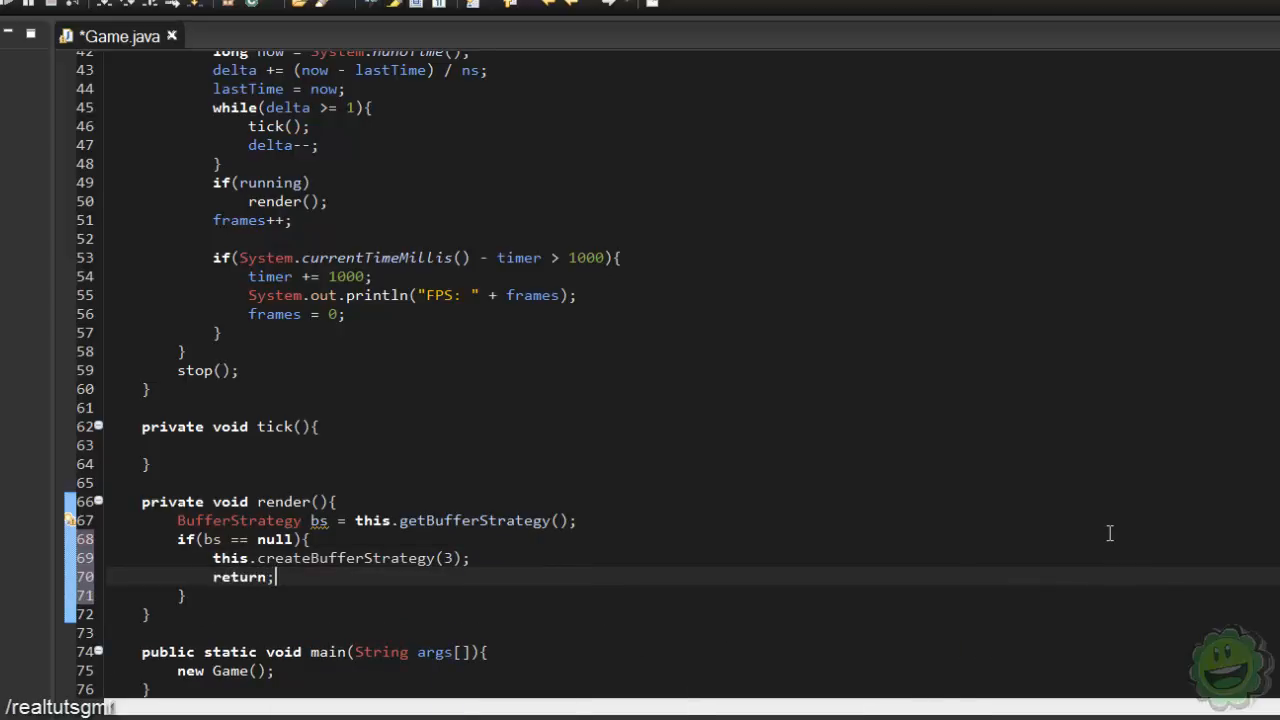 *Game.java
42 long now = System.nanoTime();
43 delta += (now - lastTime) / ns;
44 lastTime = now;
45 while(delta >= 1){
46 tick();
47 delta--;
48 }
49 if(running)
50 render();
51 frames++;
52
53 if(System.currentTimeMillis() - timer > 1000){
54 timer += 1000;
55 System.out.println("FPS: " + frames);
56 frames = 0;
57 }
58 }
59 stop();
60 }
61
62 private void tick(){
63
64 }
65
66 private void render(){
67 BufferStrategy bs = this.getBufferStrategy();
68 if(bs == null){
69 this.createBufferStrategy(3);
70 return;
71 }
72 }
73
74 public static void main(String args[]){
75 new Game();
76 }
/realtutsgml